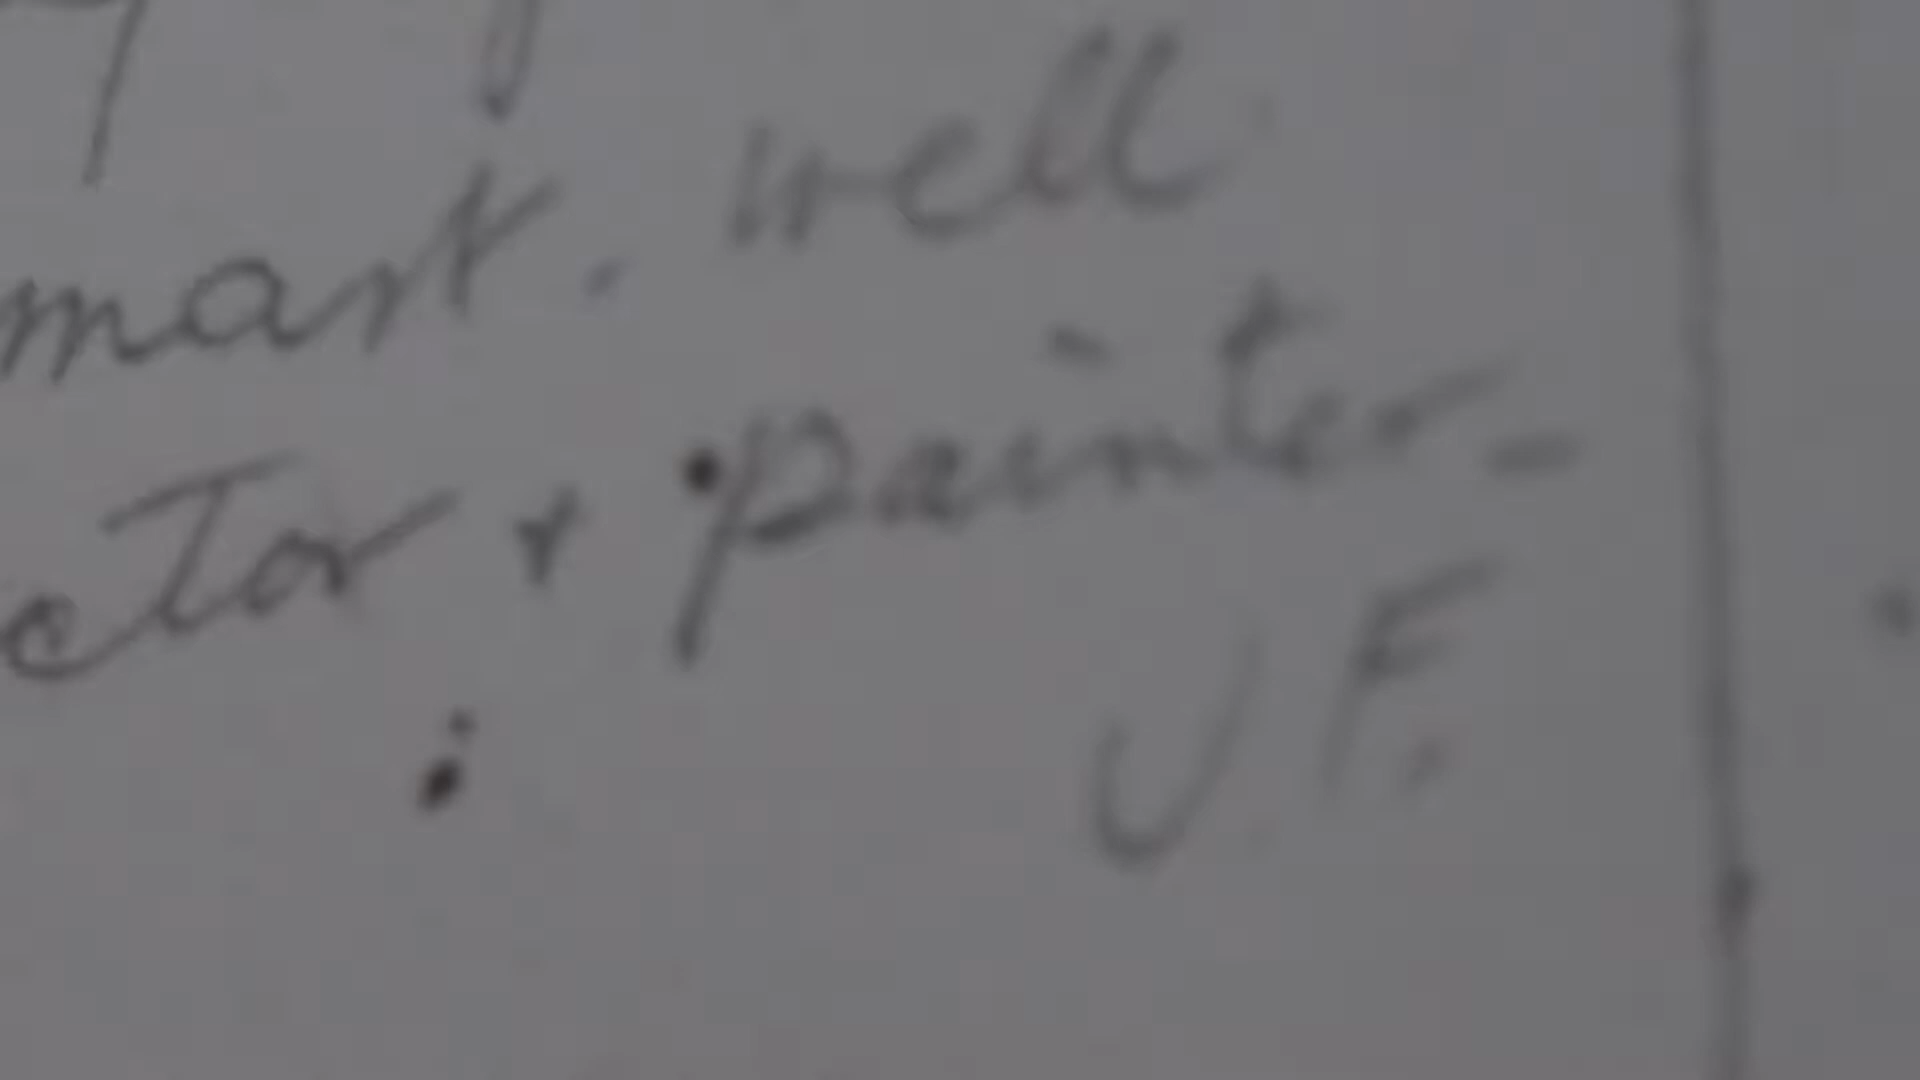 mark. well
ctor + painter -
J F.